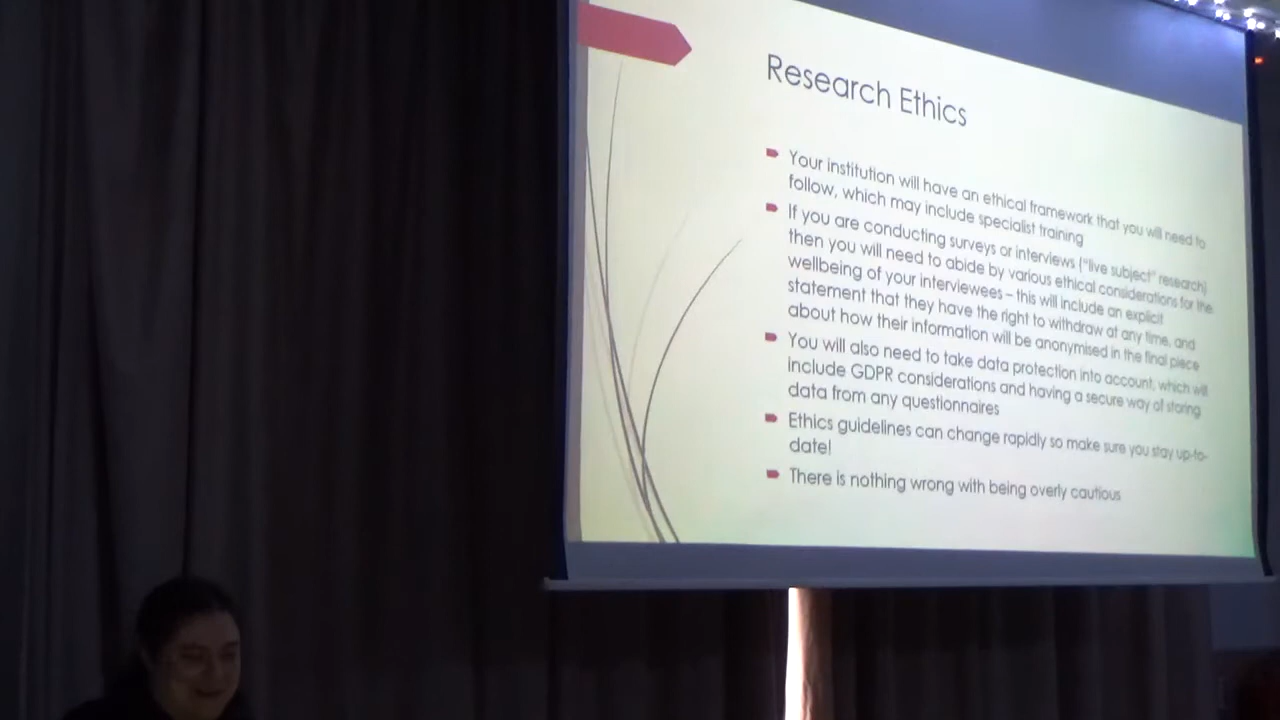 Research Ethics
Your institution will have an ethical framework that you will need to
follow, which may include specialist training
If you are conducting surveys or interviews ("live subject" research)
then you will need to abide by various ethical considerations for the
wellbeing of your interviewees – this will include an explicit
statement that they have the right to withdraw at any time, and
about how their information will be anonymised in the final piece
You will also need to take data protection into account, which will
include GDPR considerations and having a secure way of storing
data from any questionnaires
Ethics guidelines can change rapidly so make sure you stay up-to-
date!
There is nothing wrong with being overly cautious